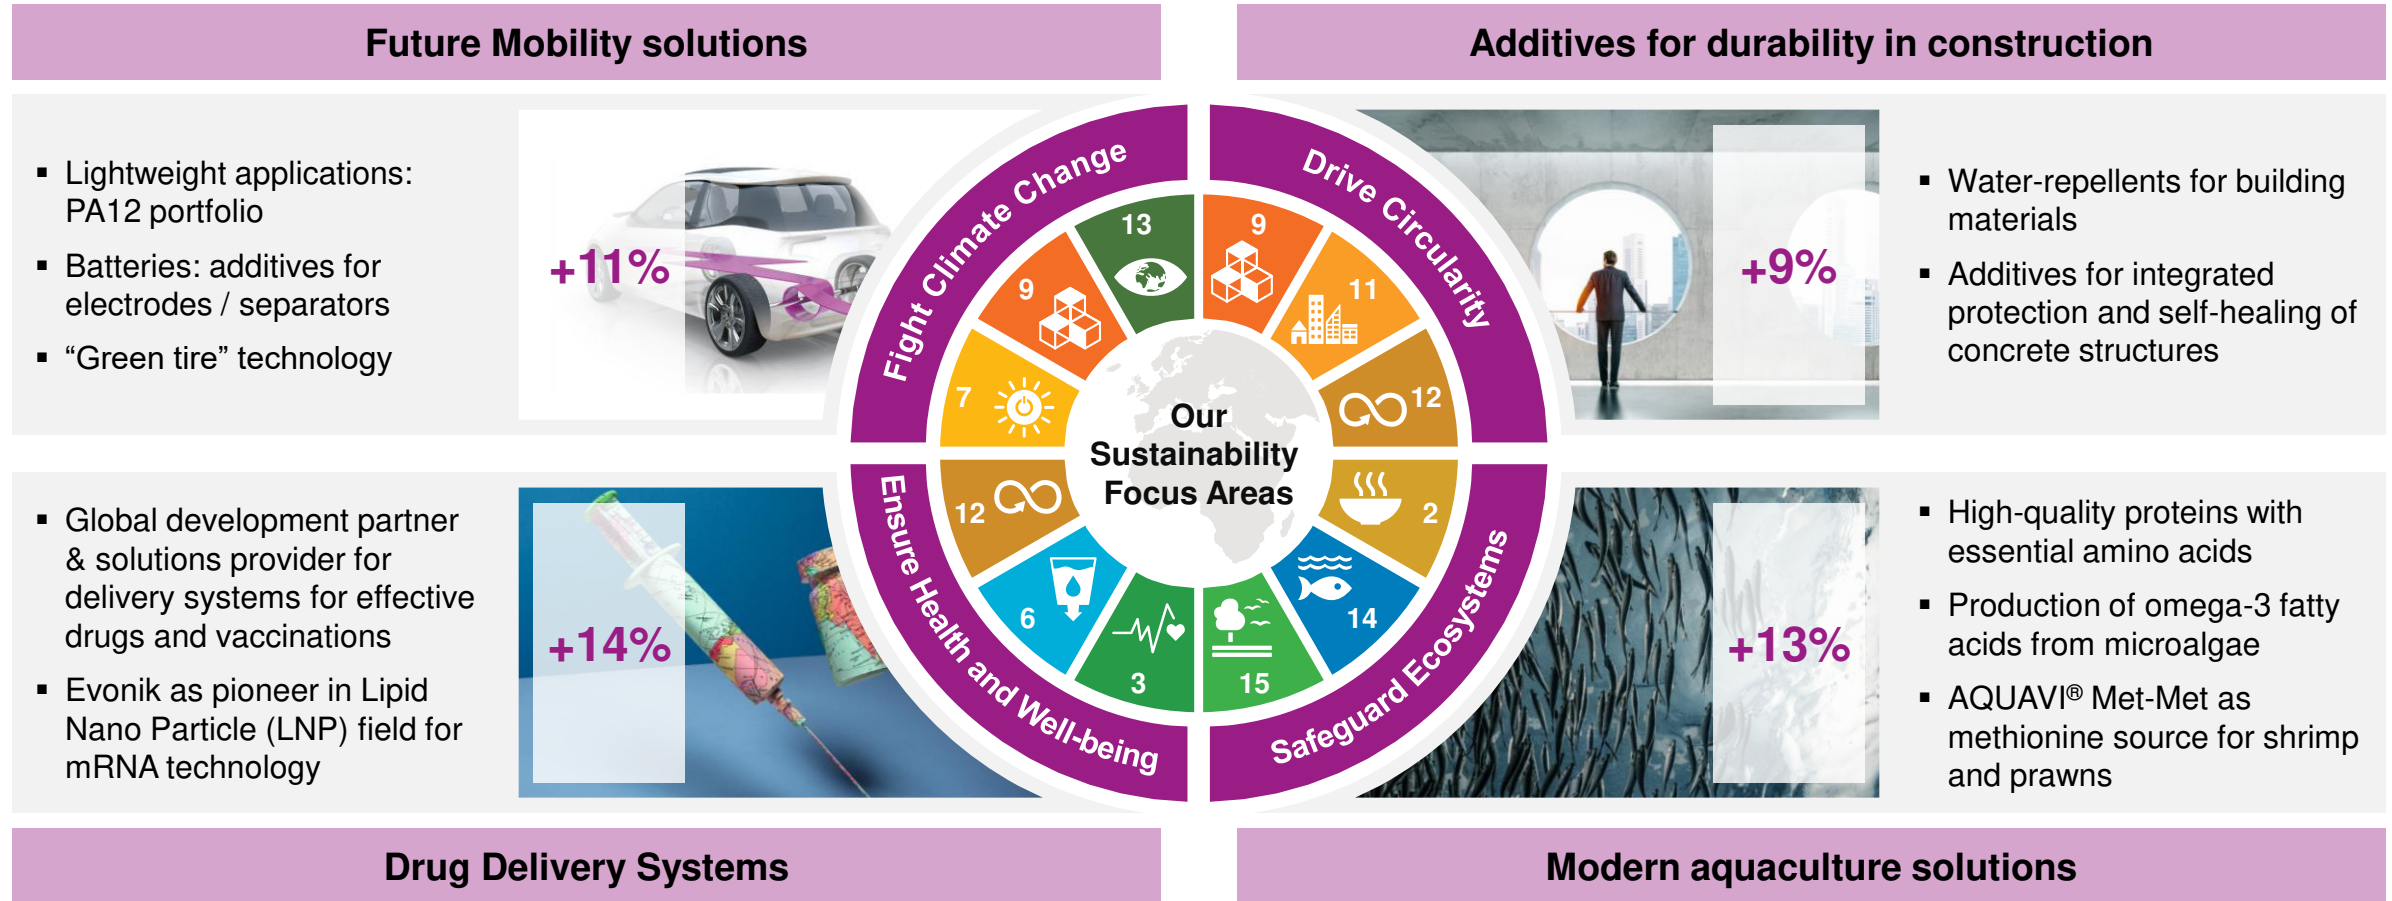 Future Mobility solutions
Additives for durability in construction
▪ Lightweight applications:
PA12 portfolio
▪ Batteries: additives for
electrodes / separators
▪ “Green tire” technology
+11%
Fight Climate Change
13
9
7
Drive Circularity
9
11
12
+9%
▪ Water-repellents for building
materials
▪ Additives for integrated
protection and self-healing of
concrete structures
Our
Sustainability
Focus Areas
▪ Global development partner
& solutions provider for
delivery systems for effective
drugs and vaccinations
▪ Evonik as pioneer in Lipid
Nano Particle (LNP) field for
mRNA technology
+14%
Ensure Health and Well-being
12
6
3
Safeguard Ecosystems
2
14
15
+13%
▪ High-quality proteins with
essential amino acids
▪ Production of omega-3 fatty
acids from microalgae
▪ AQUAVI® Met-Met as
methionine source for shrimp
and prawns
Drug Delivery Systems
Modern aquaculture solutions